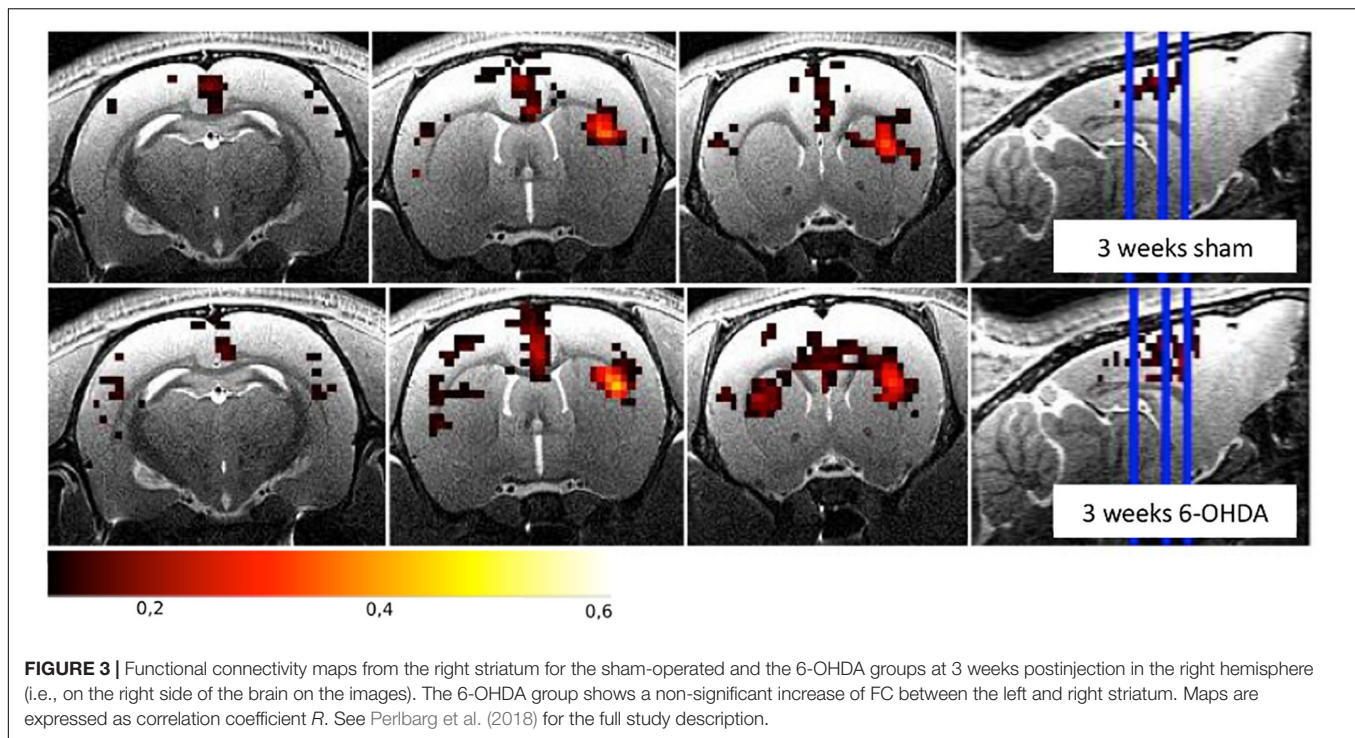 3 weeks sham
3 weeks 6-OHDA
0,2 0,4 0,6
FIGURE 3 | Functional connectivity maps from the right striatum for the sham-operated and the 6-OHDA groups at 3 weeks postinjection in the right hemisphere
(i.e., on the right side of the brain on the images). The 6-OHDA group shows a non-significant increase of FC between the left and right striatum. Maps are
expressed as correlation coefficient R. See Perlbarg et al. (2018) for the full study description.